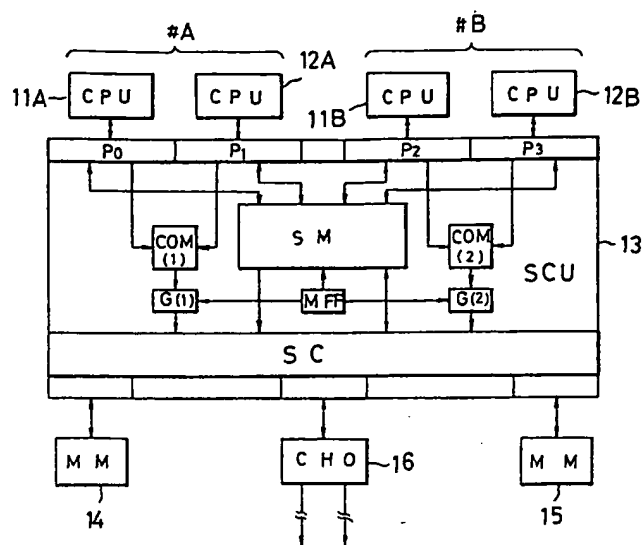 #A
#B
11A
CPU
CPU
12A
11B
CPU
CPU
12B
P0
P1
P2
P3
COM
(1)
SM
COM
(2)
13
SCU
G(1)
MFF
G(2)
SC
MM
14
CHO
16
MM
15